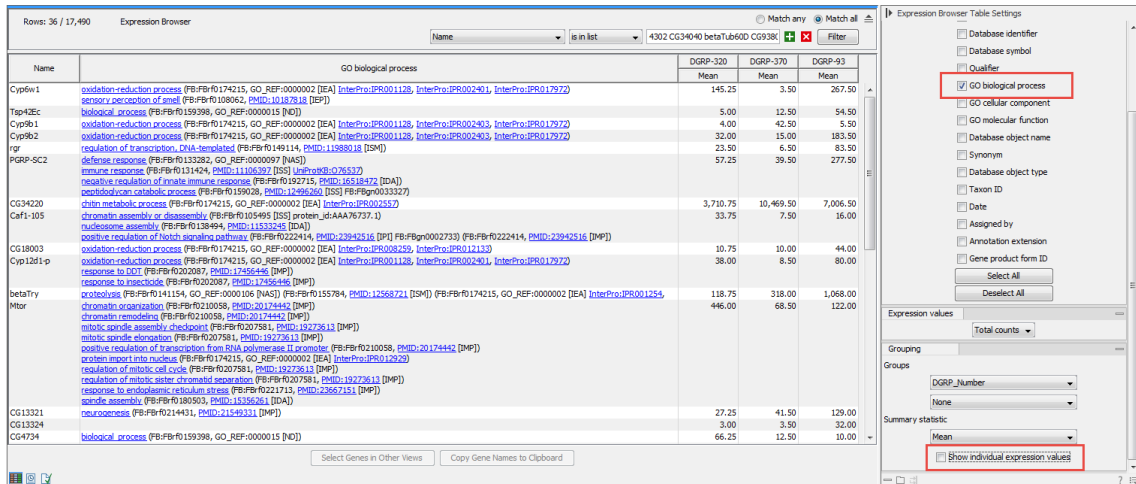 Rows: 36 / 17,490 Expression Browser Match any Match all
Name is in list 4302 CG34040 betaTub60D CG938( Filter
Name GO biological process DGRP-320 DGRP-370 DGRP-93
Mean Mean Mean
Cyp6w1 oxidation-reduction process (FB:FBrf0174215, GO_REF:0000002 [IEA] InterPro:IPR001128, InterPro:IPR002401, InterPro:IPR017972) 145.25 3.50 267.50
sensory perception of smell (FB:FBrf0108062, PMID:10187818 [IEP])
Tsp42Ec biological_process (FB:FBrf0159398, GO_REF:0000015 [ND]) 5.00 12.50 54.50
Cyp9b1 oxidation-reduction process (FB:FBrf0174215, GO_REF:0000002 [IEA] InterPro:IPR001128, InterPro:IPR002403, InterPro:IPR017972) 4.00 42.50 5.50
Cyp9b2 oxidation-reduction process (FB:FBrf0174215, GO_REF:0000002 [IEA] InterPro:IPR001128, InterPro:IPR002403, InterPro:IPR017972) 32.00 15.00 183.50
rgr regulation of transcription, DNA-templated (FB:FBrf0149114, PMID:11988018 [ISM]) 23.50 6.50 83.50
PGRP-SC2 defense response (FB:FBrf0133282, GO_REF:0000097 [NAS]) 57.25 39.50 277.50
immune response (FB:FBrf0131424, PMID:11106397 [ISS] UniProtKB:O76537)
negative regulation of innate immune response (FB:FBrf0192715, PMID:16518472 [IDA])
peptidoglycan catabolic process (FB:FBrf0159028, PMID:12496260 [ISS] FB:FBgn0033327)
CG34220 chitin metabolic process (FB:FBrf0174215, GO_REF:0000002 [IEA] InterPro:IPR002557) 3,710.75 10,469.50 7,006.50
Caf1-105 chromatin assembly or disassembly (FB:FBrf0105495 [ISS] protein_id:AAA76737.1) 33.75 7.50 16.00
nucleosome assembly (FB:FBrf0138494, PMID:11533245 [IDA])
positive regulation of Notch signaling pathway (FB:FBrf0222414, PMID:23942516 [IPI] FB:FBgn0002733) (FB:FBrf0222414, PMID:23942516 [IMP])
CG18003 oxidation-reduction process (FB:FBrf0174215, GO_REF:0000002 [IEA] InterPro:IPR008259, InterPro:IPR012133) 10.75 10.00 44.00
Cyp12d1-p oxidation-reduction process (FB:FBrf0174215, GO_REF:0000002 [IEA] InterPro:IPR001128, InterPro:IPR002401, InterPro:IPR017972) 38.00 8.50 80.00
response to DDT (FB:FBrf0202087, PMID:17456446 [IMP])
response to insecticide (FB:FBrf0202087, PMID:17456446 [IMP])
betaTry proteolysis (FB:FBrf0141154, GO_REF:0000106 [NAS]) (FB:FBrf0155784, PMID:12568721 [ISM]) (FB:FBrf0174215, GO_REF:0000002 [IEA] InterPro:IPR001254, 118.75 318.00 1,068.00
Mtor chromatin organization (FB:FBrf0210058, PMID:20174442 [IMP]) 446.00 68.50 122.00
chromatin remodeling (FB:FBrf0210058, PMID:20174442 [IMP])
mitotic spindle assembly checkpoint (FB:FBrf0207581, PMID:19273613 [IMP])
mitotic spindle elongation (FB:FBrf0207581, PMID:19273613 [IMP])
positive regulation of transcription from RNA polymerase II promoter (FB:FBrf0210058, PMID:20174442 [IMP])
protein import into nucleus (FB:FBrf0174215, GO_REF:0000002 [IEA] InterPro:IPR012929)
regulation of mitotic cell cycle (FB:FBrf0207581, PMID:19273613 [IMP])
regulation of mitotic sister chromatid separation (FB:FBrf0207581, PMID:19273613 [IMP])
response to endoplasmic reticulum stress (FB:FBrf0221713, PMID:23667151 [IMP])
spindle assembly (FB:FBrf0180503, PMID:15356261 [IDA])
CG13321 neurogenesis (FB:FBrf0214431, PMID:21549331 [IMP]) 27.25 41.50 129.00
CG13324 3.00 3.50 32.00
CG4734 biological_process (FB:FBrf0159398, GO_REF:0000015 [ND]) 66.25 12.50 10.00
Select Genes in Other Views Copy Gene Names to Clipboard
Expression Browser Table Settings
Database identifier
Database symbol
Qualifier
GO biological process
GO cellular component
GO molecular function
Database object name
Synonym
Database object type
Taxon ID
Date
Assigned by
Annotation extension
Gene product form ID
Select All
Deselect All
Expression values
Total counts
Grouping
Groups
DGRP_Number
None
Summary statistic
Mean
Show individual expression values
?